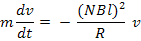 m dv/dt = − (NBl)²/R v